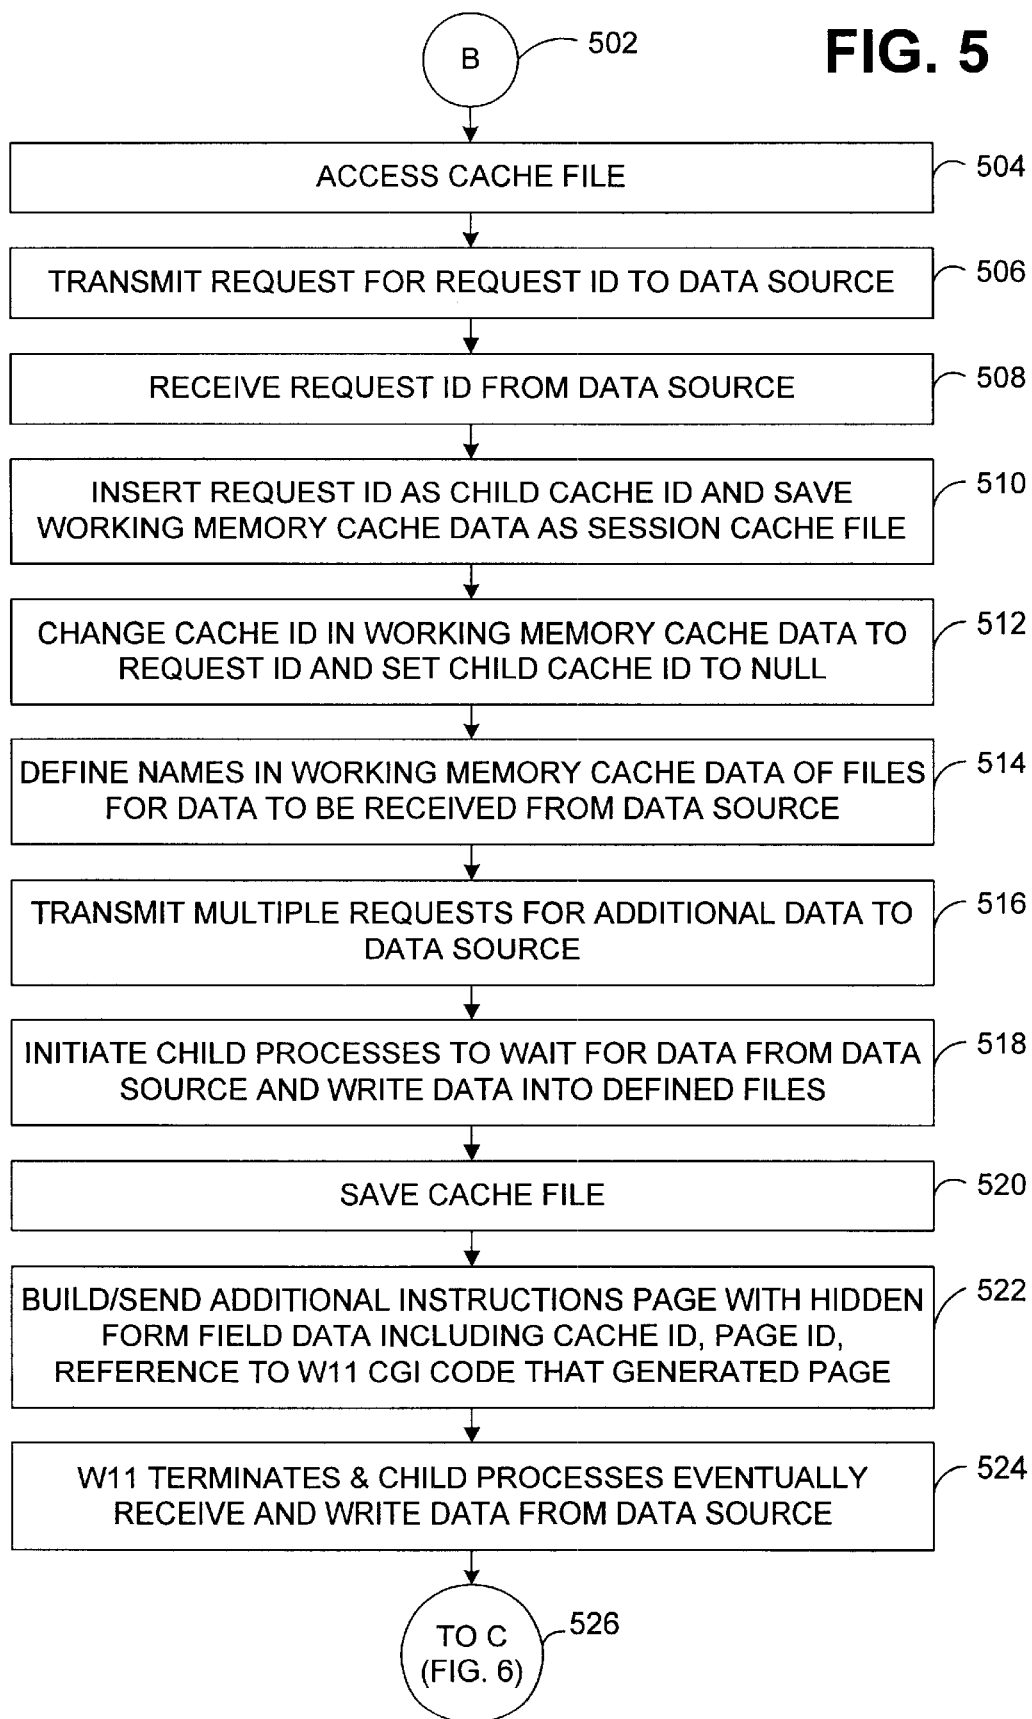 B
502
FIG. 5
ACCESS CACHE FILE
504
TRANSMIT REQUEST FOR REQUEST ID TO DATA SOURCE
506
RECEIVE REQUEST ID FROM DATA SOURCE
508
INSERT REQUEST ID AS CHILD CACHE ID AND SAVE
WORKING MEMORY CACHE DATA AS SESSION CACHE FILE
510
CHANGE CACHE ID IN WORKING MEMORY CACHE DATA TO
REQUEST ID AND SET CHILD CACHE ID TO NULL
512
DEFINE NAMES IN WORKING MEMORY CACHE DATA OF FILES
FOR DATA TO BE RECEIVED FROM DATA SOURCE
514
TRANSMIT MULTIPLE REQUESTS FOR ADDITIONAL DATA TO
DATA SOURCE
516
INITIATE CHILD PROCESSES TO WAIT FOR DATA FROM DATA
SOURCE AND WRITE DATA INTO DEFINED FILES
518
SAVE CACHE FILE
520
BUILD/SEND ADDITIONAL INSTRUCTIONS PAGE WITH HIDDEN
FORM FIELD DATA INCLUDING CACHE ID, PAGE ID,
REFERENCE TO W11 CGI CODE THAT GENERATED PAGE
522
W11 TERMINATES & CHILD PROCESSES EVENTUALLY
RECEIVE AND WRITE DATA FROM DATA SOURCE
524
TO C
(FIG. 6)
526